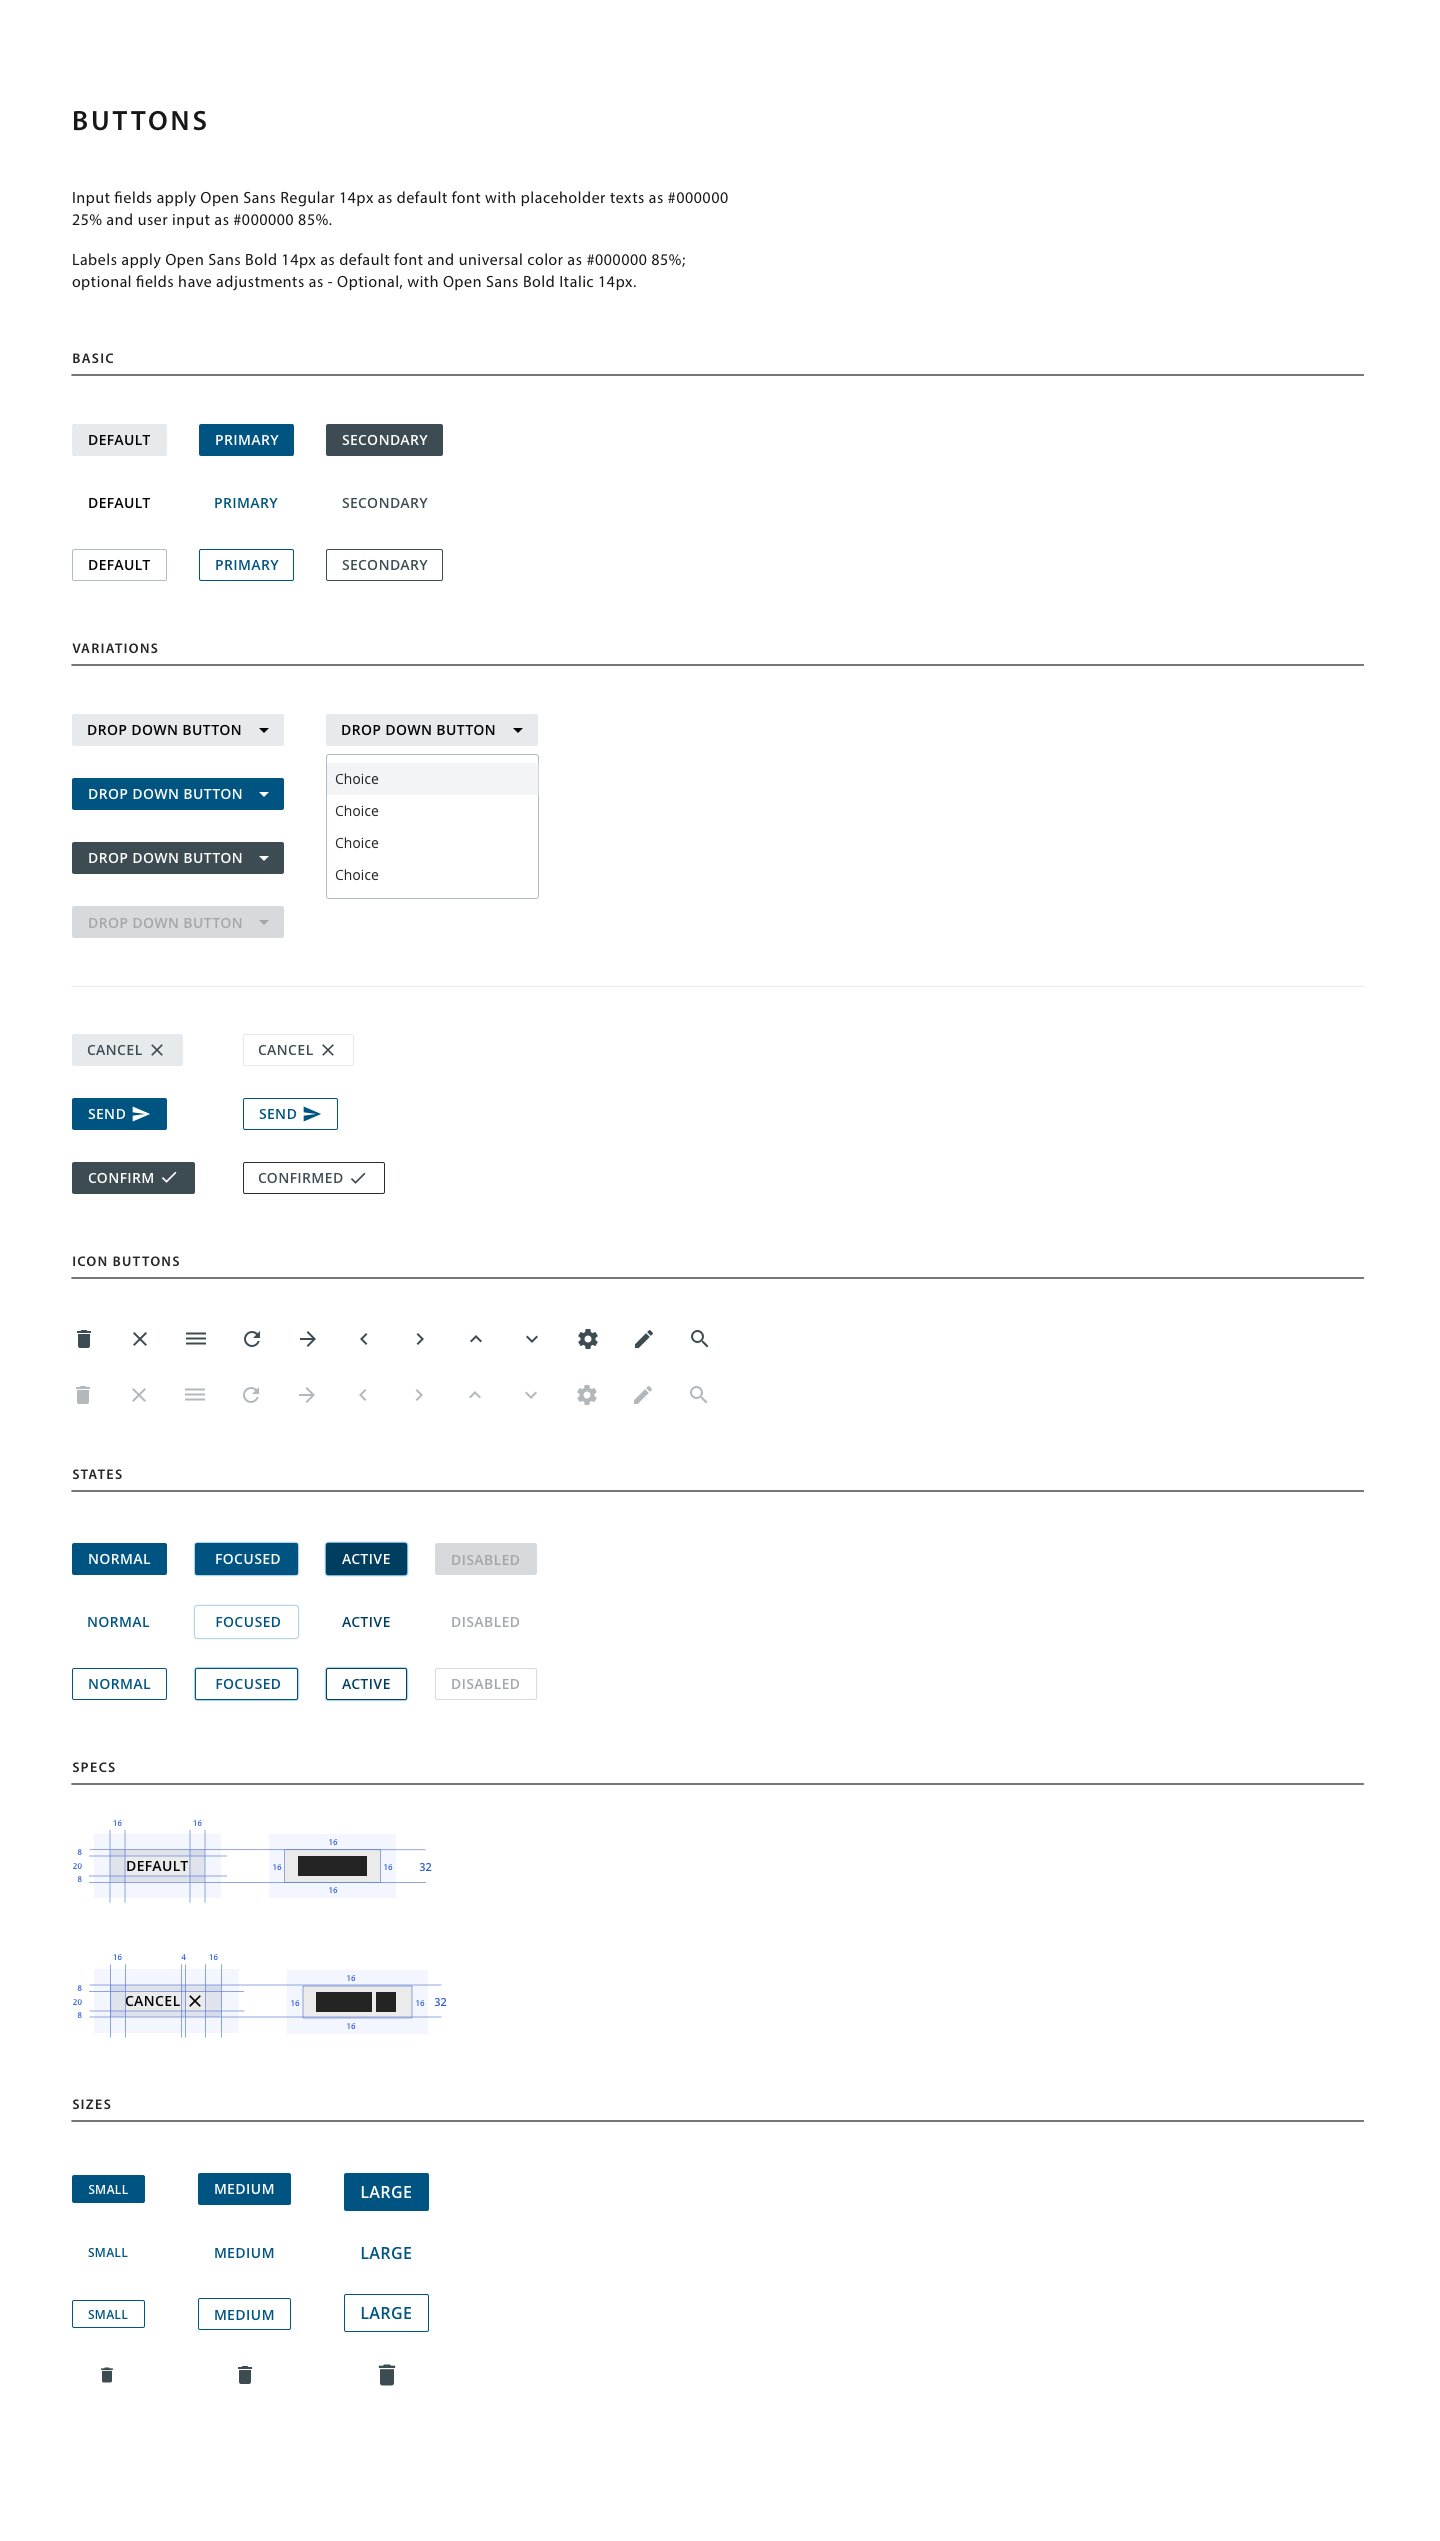 BUTTONS
Input fields apply Open Sans Regular 14px as default font with placeholder texts as #000000
25% and user input as #000000 85%.
Labels apply Open Sans Bold 14px as default font and universal color as #000000 85%;
optional fields have adjustments as - Optional, with Open Sans Bold Italic 14px.
BASIC
DEFAULT PRIMARY SECONDARY
DEFAULT PRIMARY SECONDARY
DEFAULT PRIMARY SECONDARY
VARIATIONS
DROP DOWN BUTTON DROP DOWN BUTTON
Choice
DROP DOWN BUTTON
Choice
Choice
DROP DOWN BUTTON
Choice
DROP DOWN BUTTON
CANCEL CANCEL
SEND SEND
CONFIRM CONFIRMED
ICON BUTTONS
STATES
NORMAL FOCUSED ACTIVE DISABLED
NORMAL FOCUSED ACTIVE DISABLED
NORMAL FOCUSED ACTIVE DISABLED
SPECS
16 16
16
8
20 DEFAULT 16 16 32
8
16
16 4 16
16
8
20 CANCEL 16 16 32
8
16
SIZES
SMALL MEDIUM LARGE
SMALL MEDIUM LARGE
SMALL MEDIUM LARGE